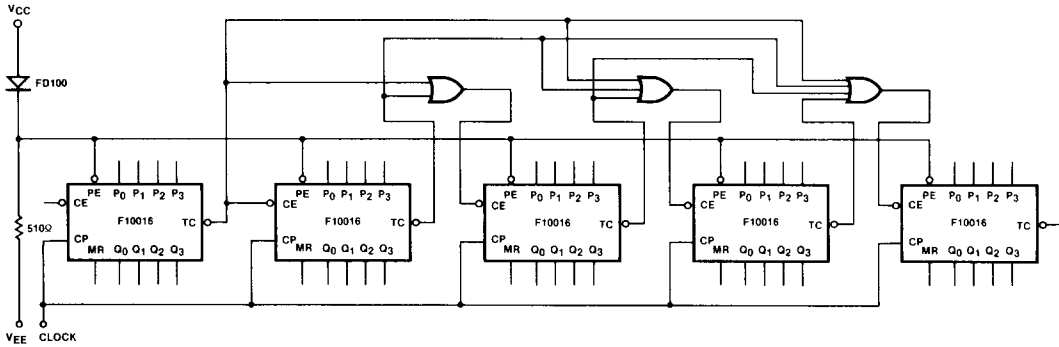 VCC
FD100
PE P0 P1 P2 P3
CE
F10016
TC
CP
MR Q0 Q1 Q2 Q3
PE P0 P1 P2 P3
CE
F10016
TC
CP
MR Q0 Q1 Q2 Q3
PE P0 P1 P2 P3
CE
F10016
TC
CP
MR Q0 Q1 Q2 Q3
PE P0 P1 P2 P3
CE
F10016
TC
CP
MR Q0 Q1 Q2 Q3
PE P0 P1 P2 P3
CE
F10016
TC
CP
MR Q0 Q1 Q2 Q3
510Ω
VEE CLOCK